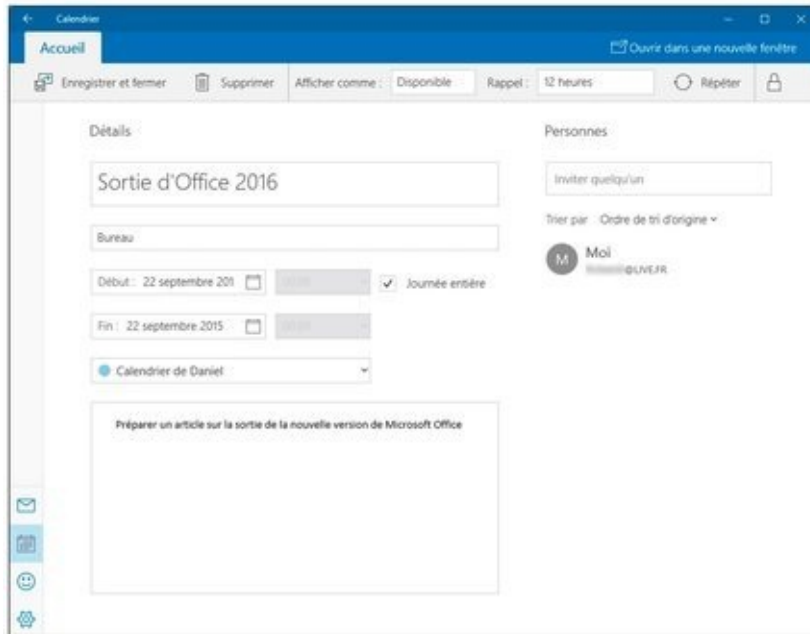 Calendrier
Accueil
Ouvrir dans une nouvelle fenêtre
Enregistrer et fermer Supprimer Afficher comme : Disponible Rappel : 12 heures Répéter
Détails
Personnes
Sortie d'Office 2016
Inviter quelqu'un
Bureau
Trier par Ordre de tri d'origine
M Moi
@LIVE.FR
Début : 22 septembre 201 Journée entière
Fin : 22 septembre 2015
Calendrier de Daniel
Préparer un article sur la sortie de la nouvelle version de Microsoft Office